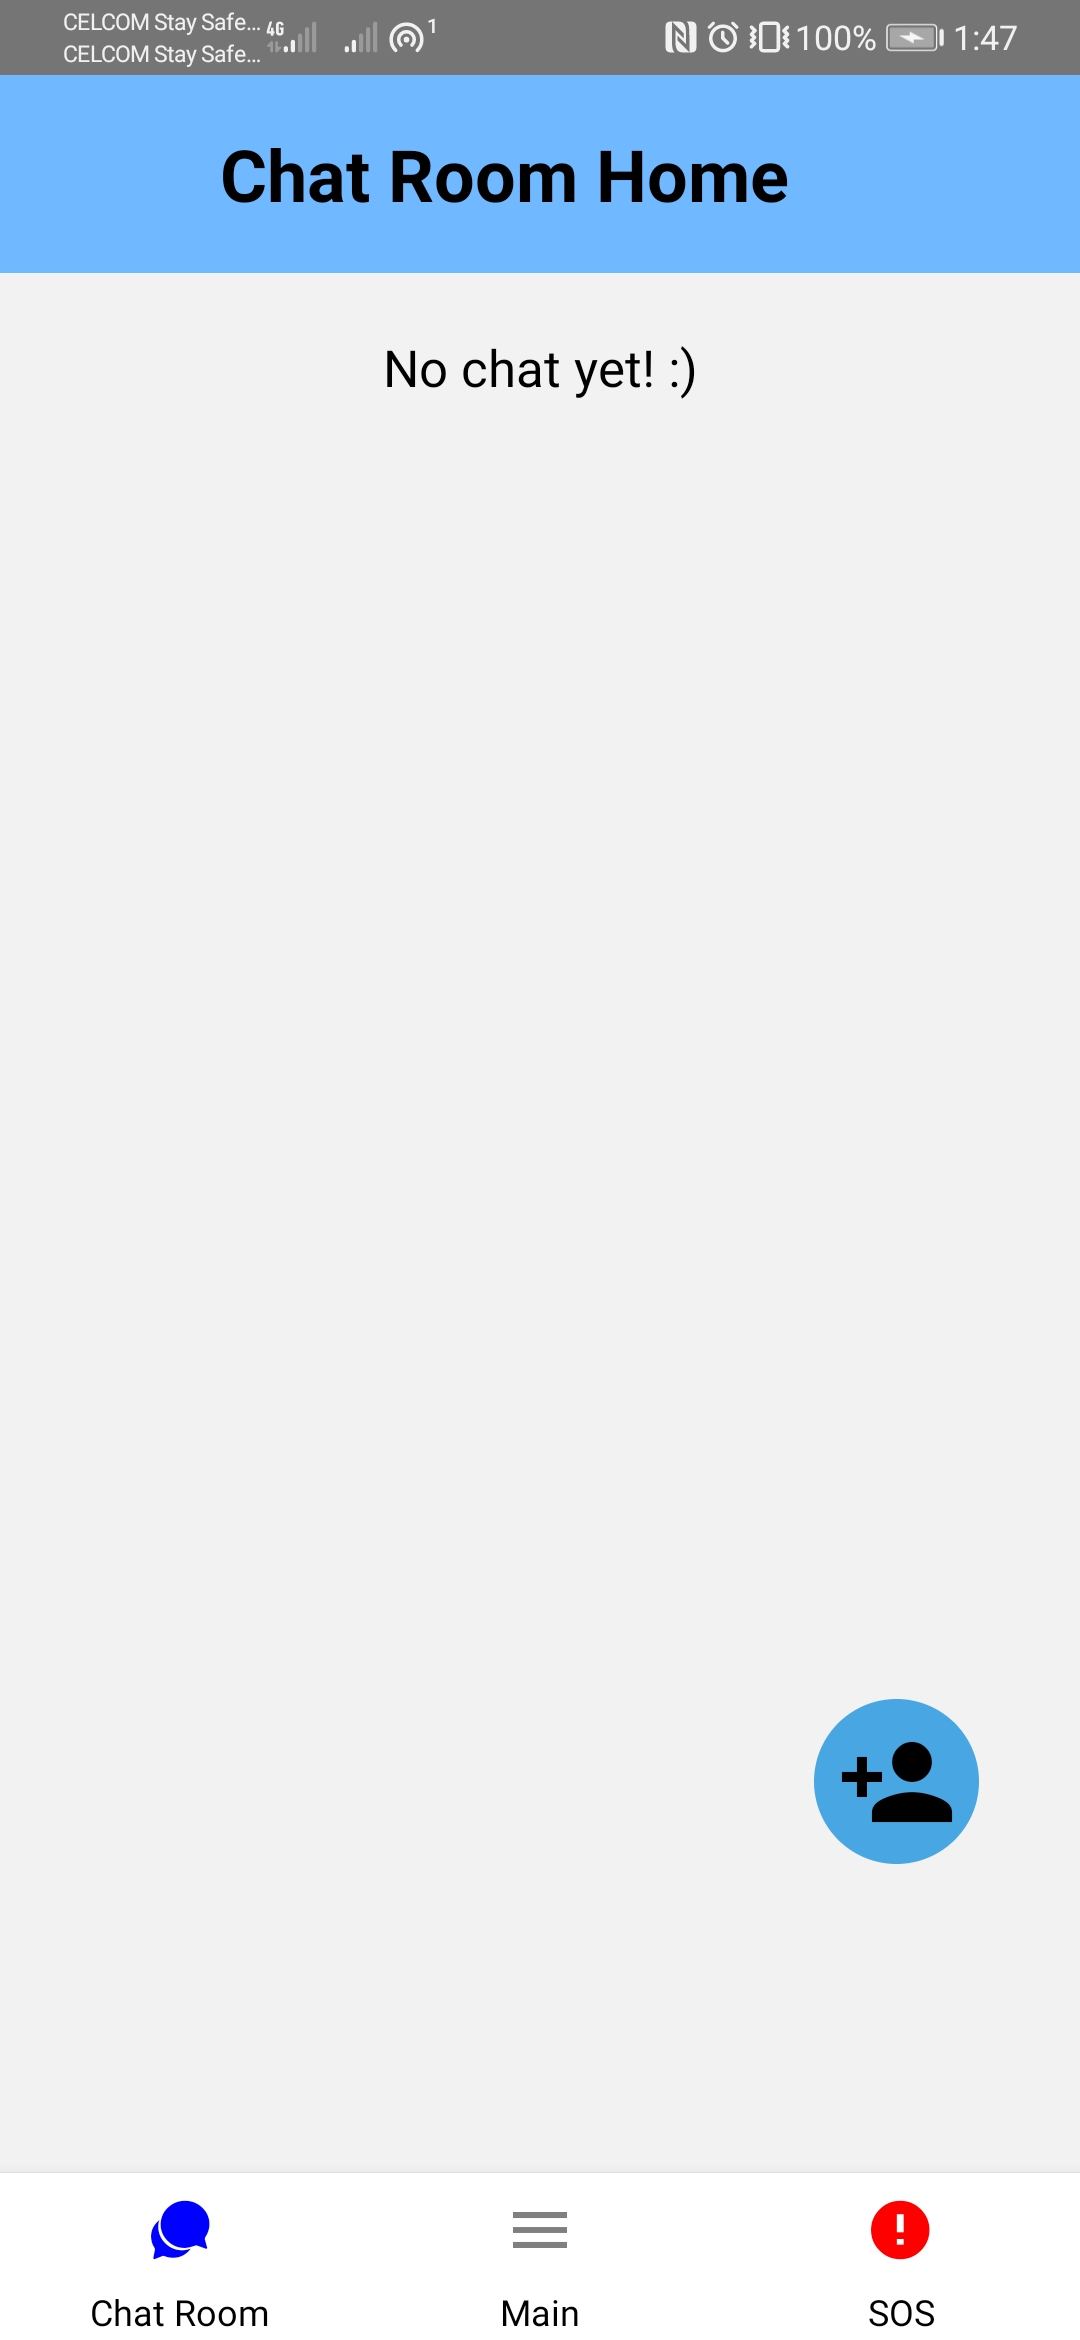 CELCOM Stay Safe... 4G 1 100% 1:47
CELCOM Stay Safe...
Chat Room Home
No chat yet! :)
Chat Room Main SOS